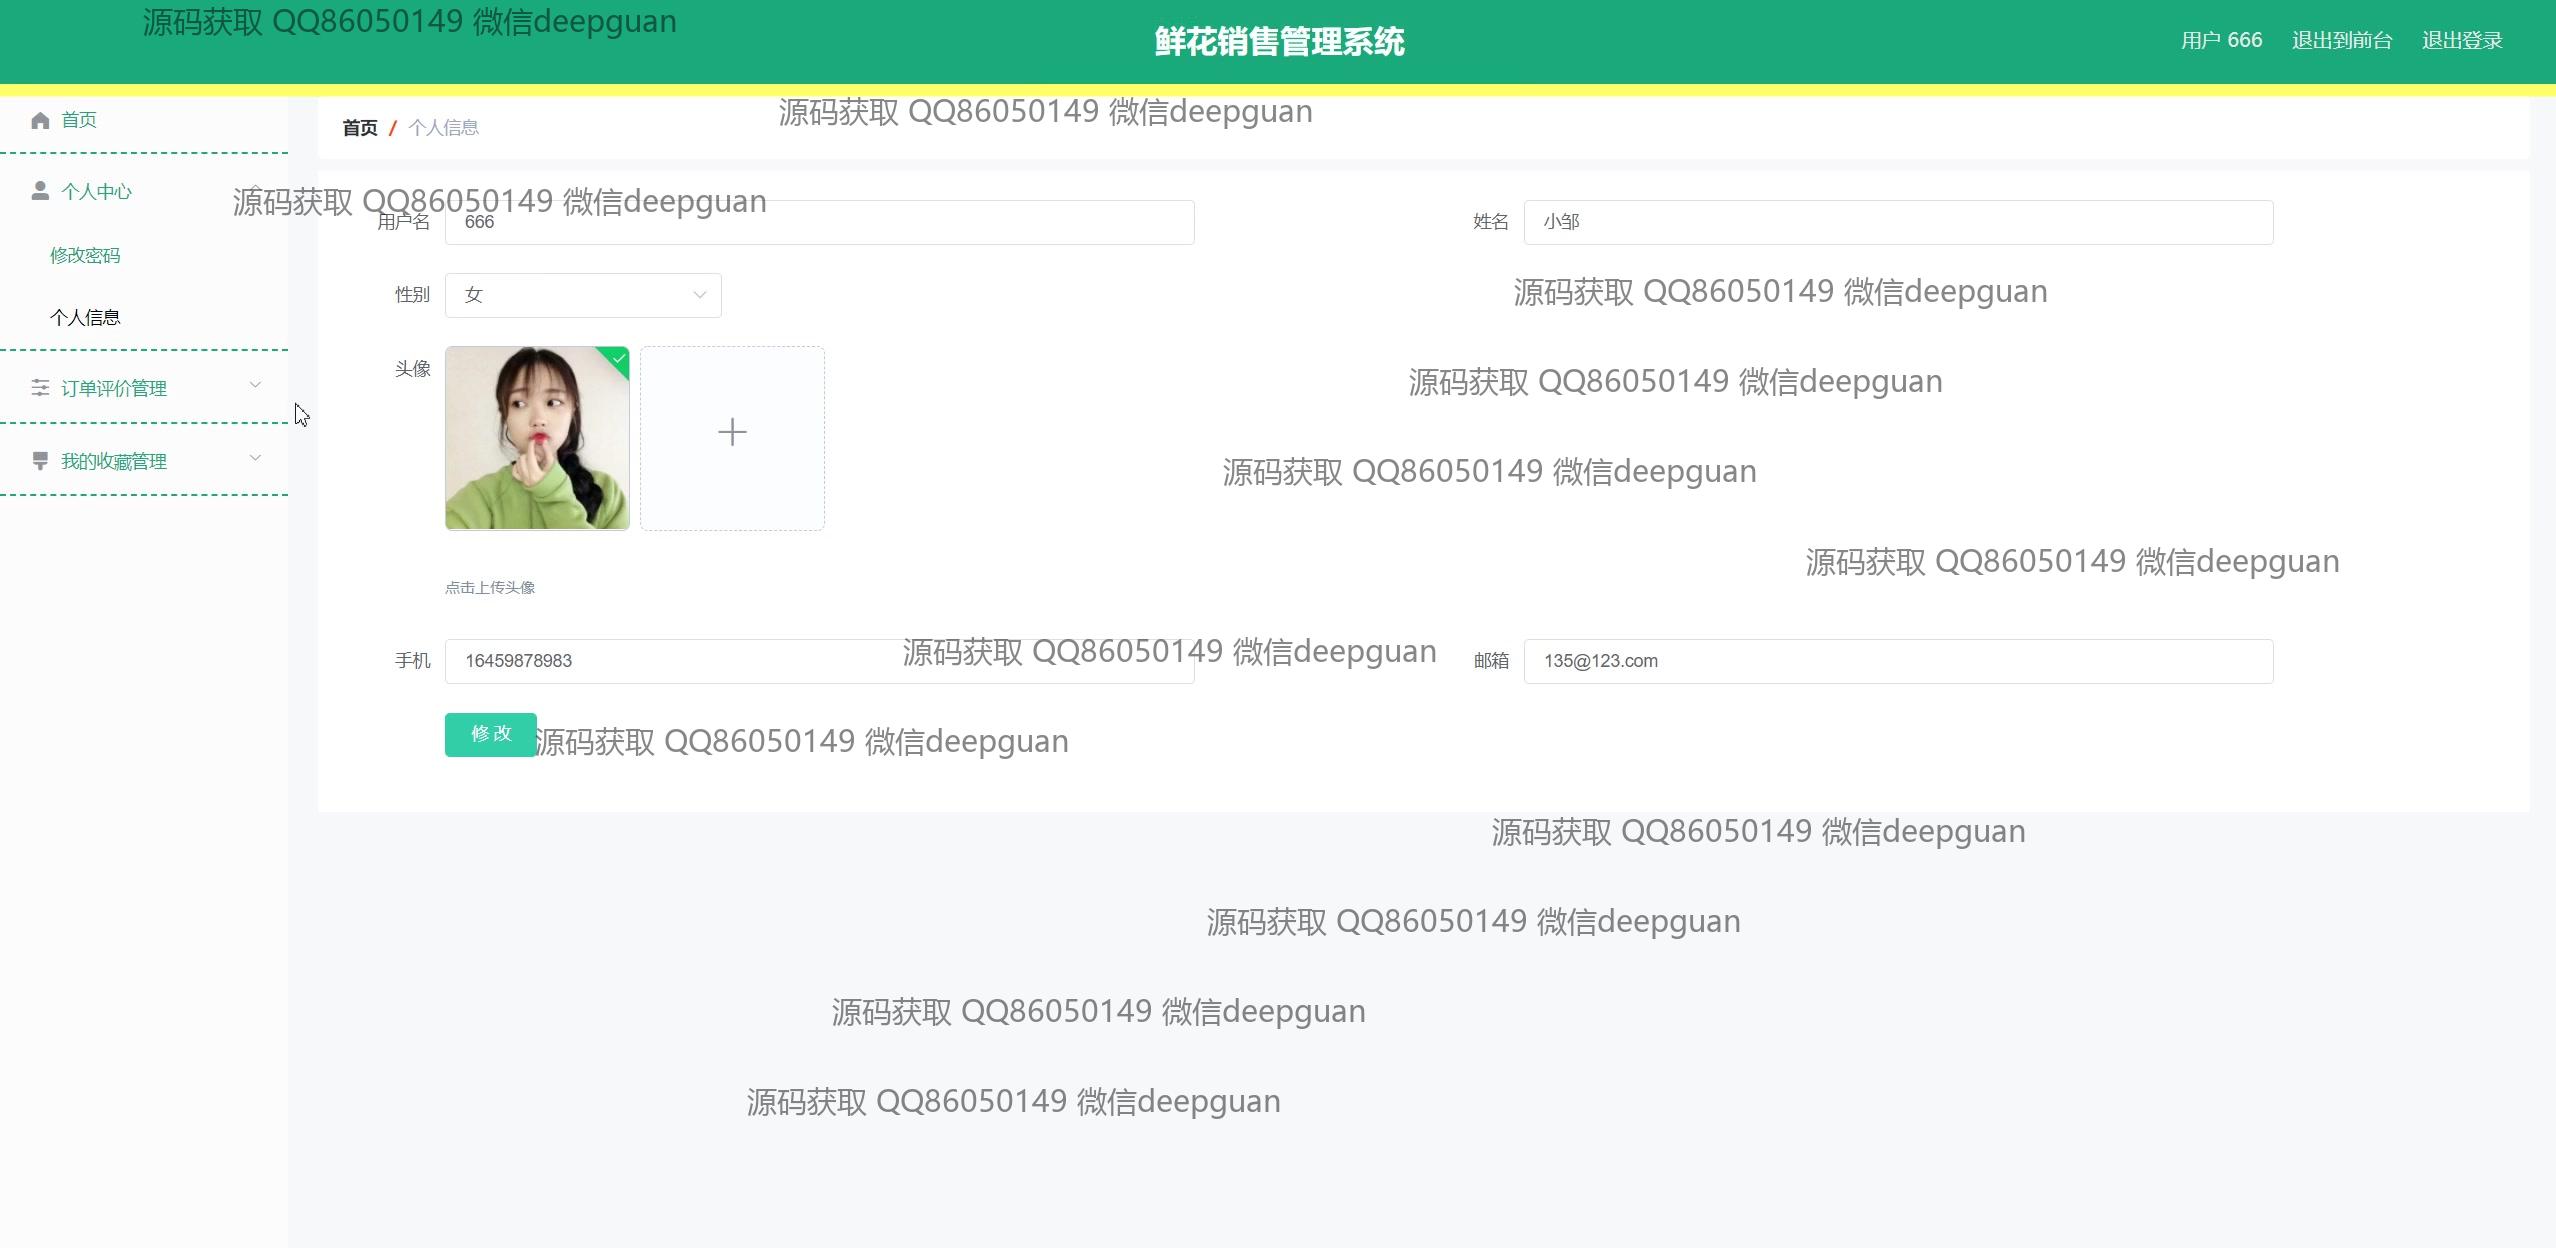 源码获取 QQ86050149 微信deepguan
鲜花销售管理系统
用户 666 退出到前台 退出登录
源码获取 QQ86050149 微信deepguan
首页
首页 / 个人信息
个人中心
源码获取 QQ86050149 微信deepguan
用户名 666
姓名 小邹
修改密码
性别 女
源码获取 QQ86050149 微信deepguan
个人信息
头像
源码获取 QQ86050149 微信deepguan
订单评价管理
我的收藏管理
源码获取 QQ86050149 微信deepguan
源码获取 QQ86050149 微信deepguan
点击上传头像
源码获取 QQ86050149 微信deepguan
手机 16459878983
邮箱 135@123.com
修改
源码获取 QQ86050149 微信deepguan
源码获取 QQ86050149 微信deepguan
源码获取 QQ86050149 微信deepguan
源码获取 QQ86050149 微信deepguan
源码获取 QQ86050149 微信deepguan